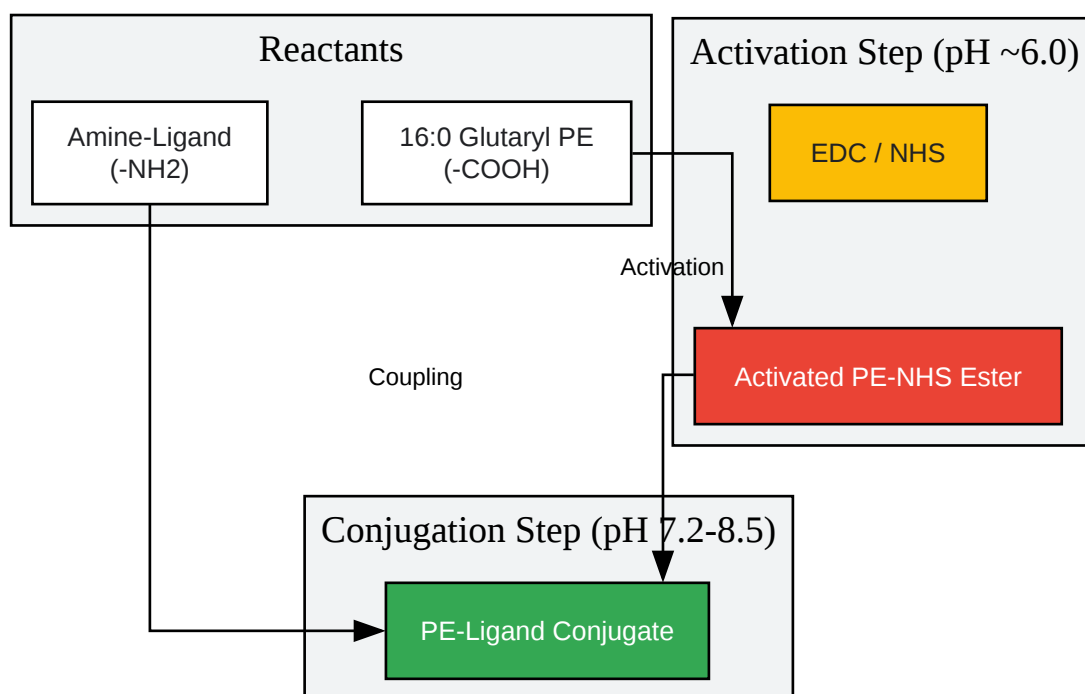 Reactants
Activation Step (pH ~6.0)
Amine-Ligand
(-NH2)
16:0 Glutaryl PE
(-COOH)
EDC / NHS
Activation
Coupling
Activated PE-NHS Ester
Conjugation Step (pH 7.2-8.5)
PE-Ligand Conjugate